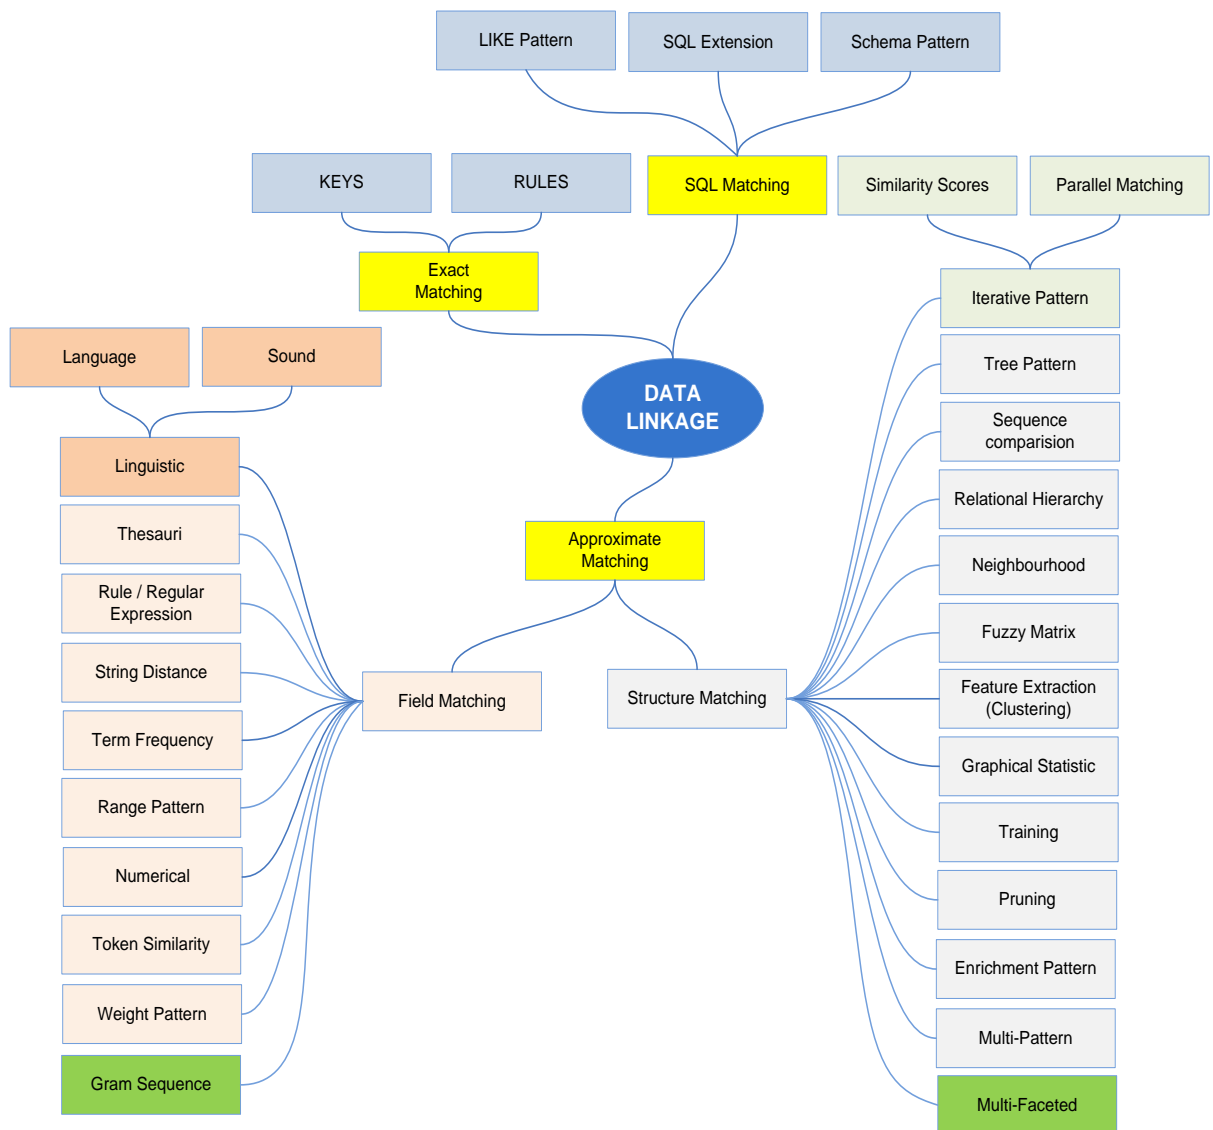 LIKE Pattern
SQL Extension
Schema Pattern
KEYS
RULES
SQL Matching
Similarity Scores
Parallel Matching
Exact
Matching
Iterative Pattern
Language
Sound
DATA
LINKAGE
Tree Pattern
Sequence
comparision
Linguistic
Relational Hierarchy
Thesauri
Approximate
Matching
Neighbourhood
Rule / Regular
Expression
Fuzzy Matrix
String Distance
Field Matching
Structure Matching
Feature Extraction
(Clustering)
Term Frequency
Graphical Statistic
Range Pattern
Training
Numerical
Pruning
Token Similarity
Enrichment Pattern
Weight Pattern
Multi-Pattern
Gram Sequence
Multi-Faceted